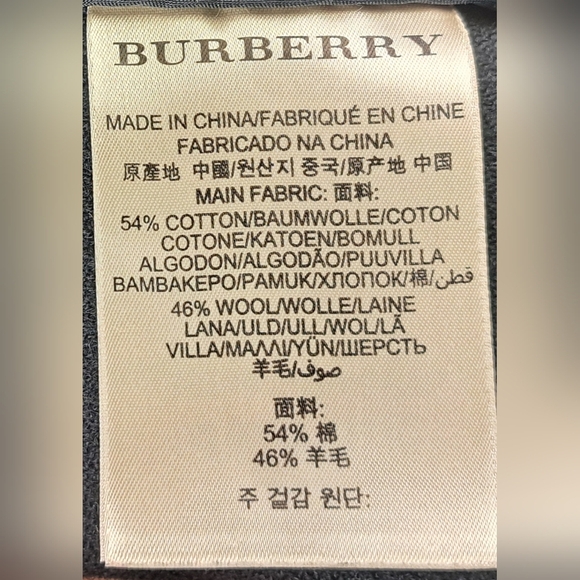 BURBERRY
MADE IN CHINA/FABRIQUÉ EN CHINE
FABRICADO NA CHINA
原產地 中國/원산지 중국/原产地 中国
MAIN FABRIC: 面料:
54% COTTON/BAUMWOLLE/COTON
COTONE/KATOEN/BOMULL
ALGODON/ALGODÃO/PUUVILLA
BAMBAKEPO/PAMUK/ХЛОПОК/棉/قطن
46% WOOL/WOLLE/LAINE
LANA/ULD/ULL/WOL/LÃ
VILLA/ΜΑΛΛΙ/YÜN/ШЕРСТЬ
羊毛/صوف
面料:
54% 棉
46% 羊毛
주 겉감 원단: